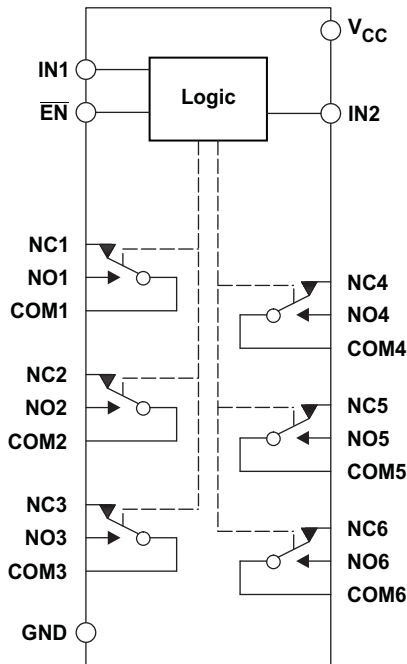 V_CC
IN1
EN̅
Logic
IN2
NC1
NO1
COM1
NC2
NO2
COM2
NC3
NO3
COM3
GND
NC4
NO4
COM4
NC5
NO5
COM5
NC6
NO6
COM6